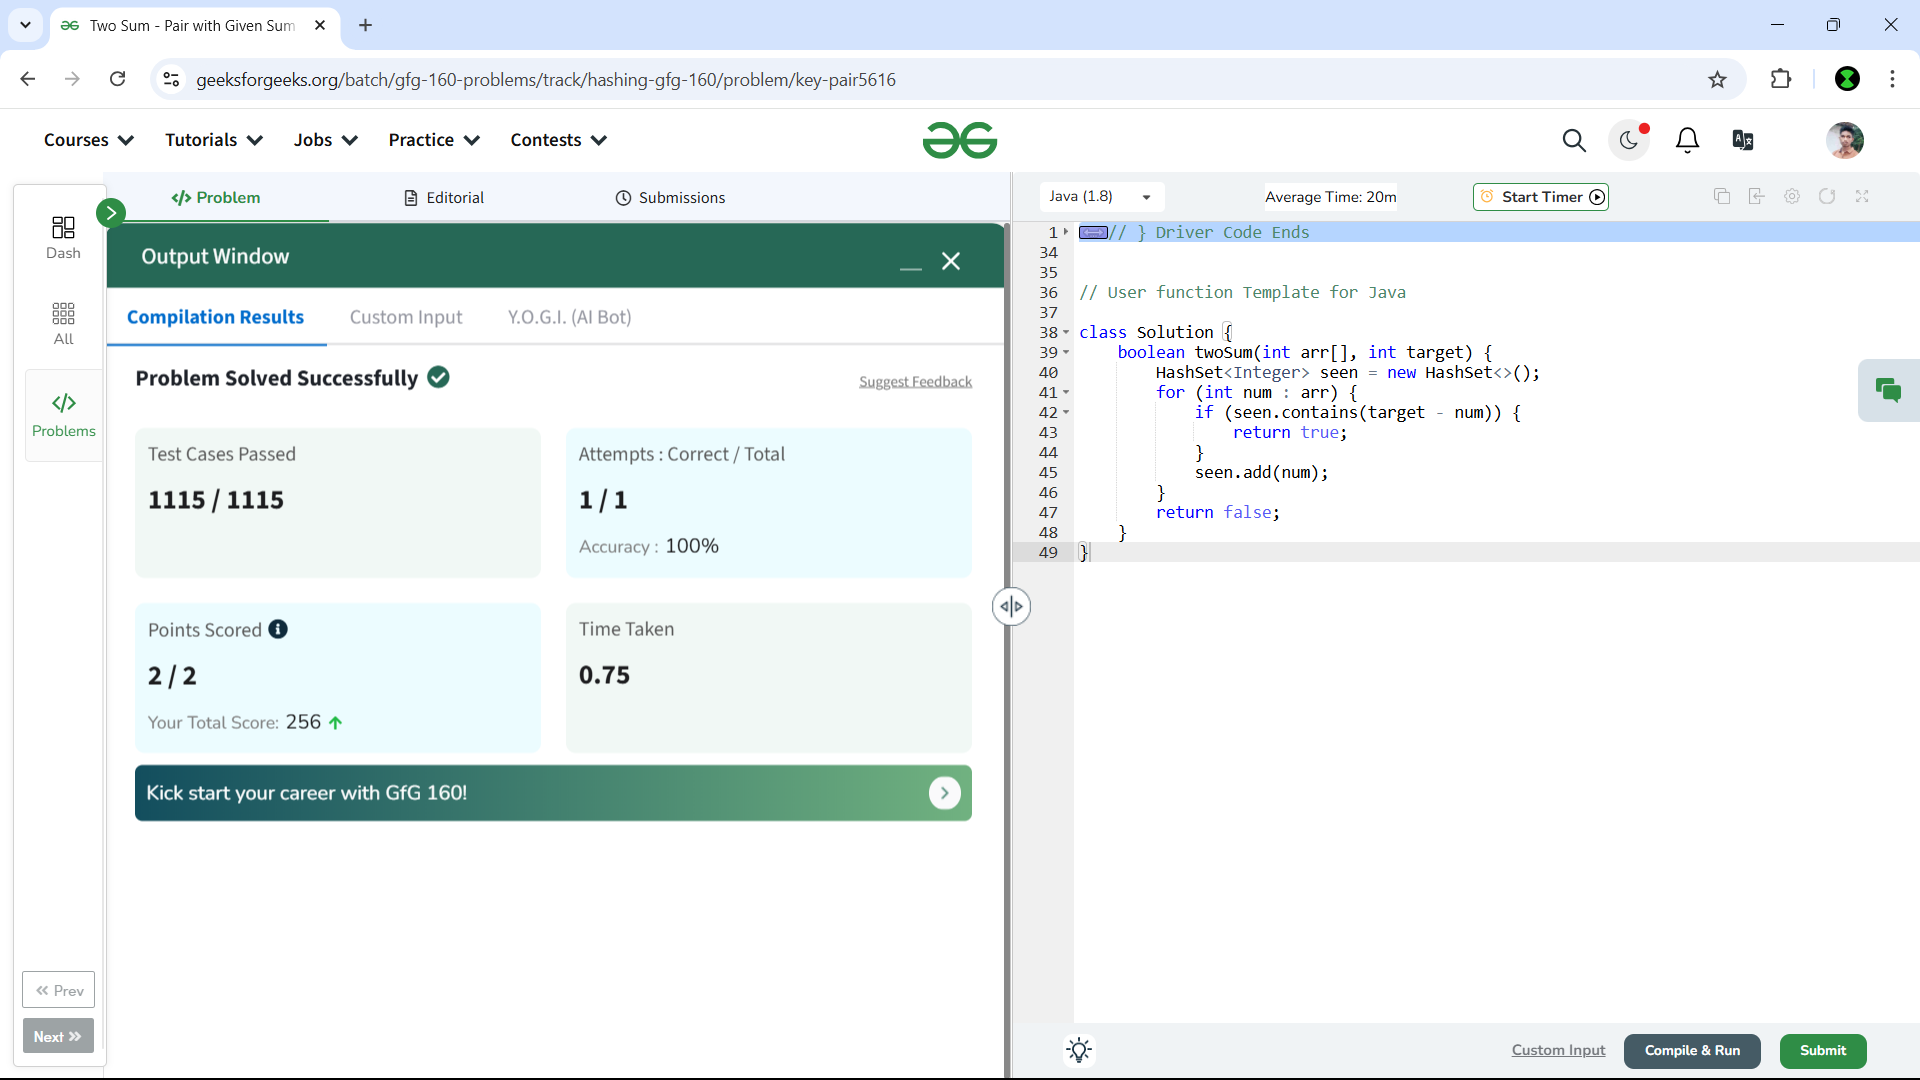 Two Sum - Pair with Given Sum
geeksforgeeks.org/batch/gfg-160-problems/track/hashing-gfg-160/problem/key-pair5616
Courses Tutorials Jobs Practice Contests
Dash
All
Problems
Prev
Next
Problem Editorial Submissions
Output Window
Compilation Results Custom Input Y.O.G.I. (AI Bot)
Problem Solved Successfully
Suggest Feedback
Test Cases Passed
1115 / 1115
Attempts : Correct / Total
1 / 1
Accuracy : 100%
Points Scored
2 / 2
Your Total Score: 256
Time Taken
0.75
Kick start your career with GfG 160!
Java (1.8) Average Time: 20m Start Timer
1 // } Driver Code Ends
34
35
36 // User function Template for Java
37
38 class Solution {
39 boolean twoSum(int arr[], int target) {
40 HashSet<Integer> seen = new HashSet<>();
41 for (int num : arr) {
42 if (seen.contains(target - num)) {
43 return true;
44 }
45 seen.add(num);
46 }
47 return false;
48 }
49 }
Custom Input Compile & Run Submit